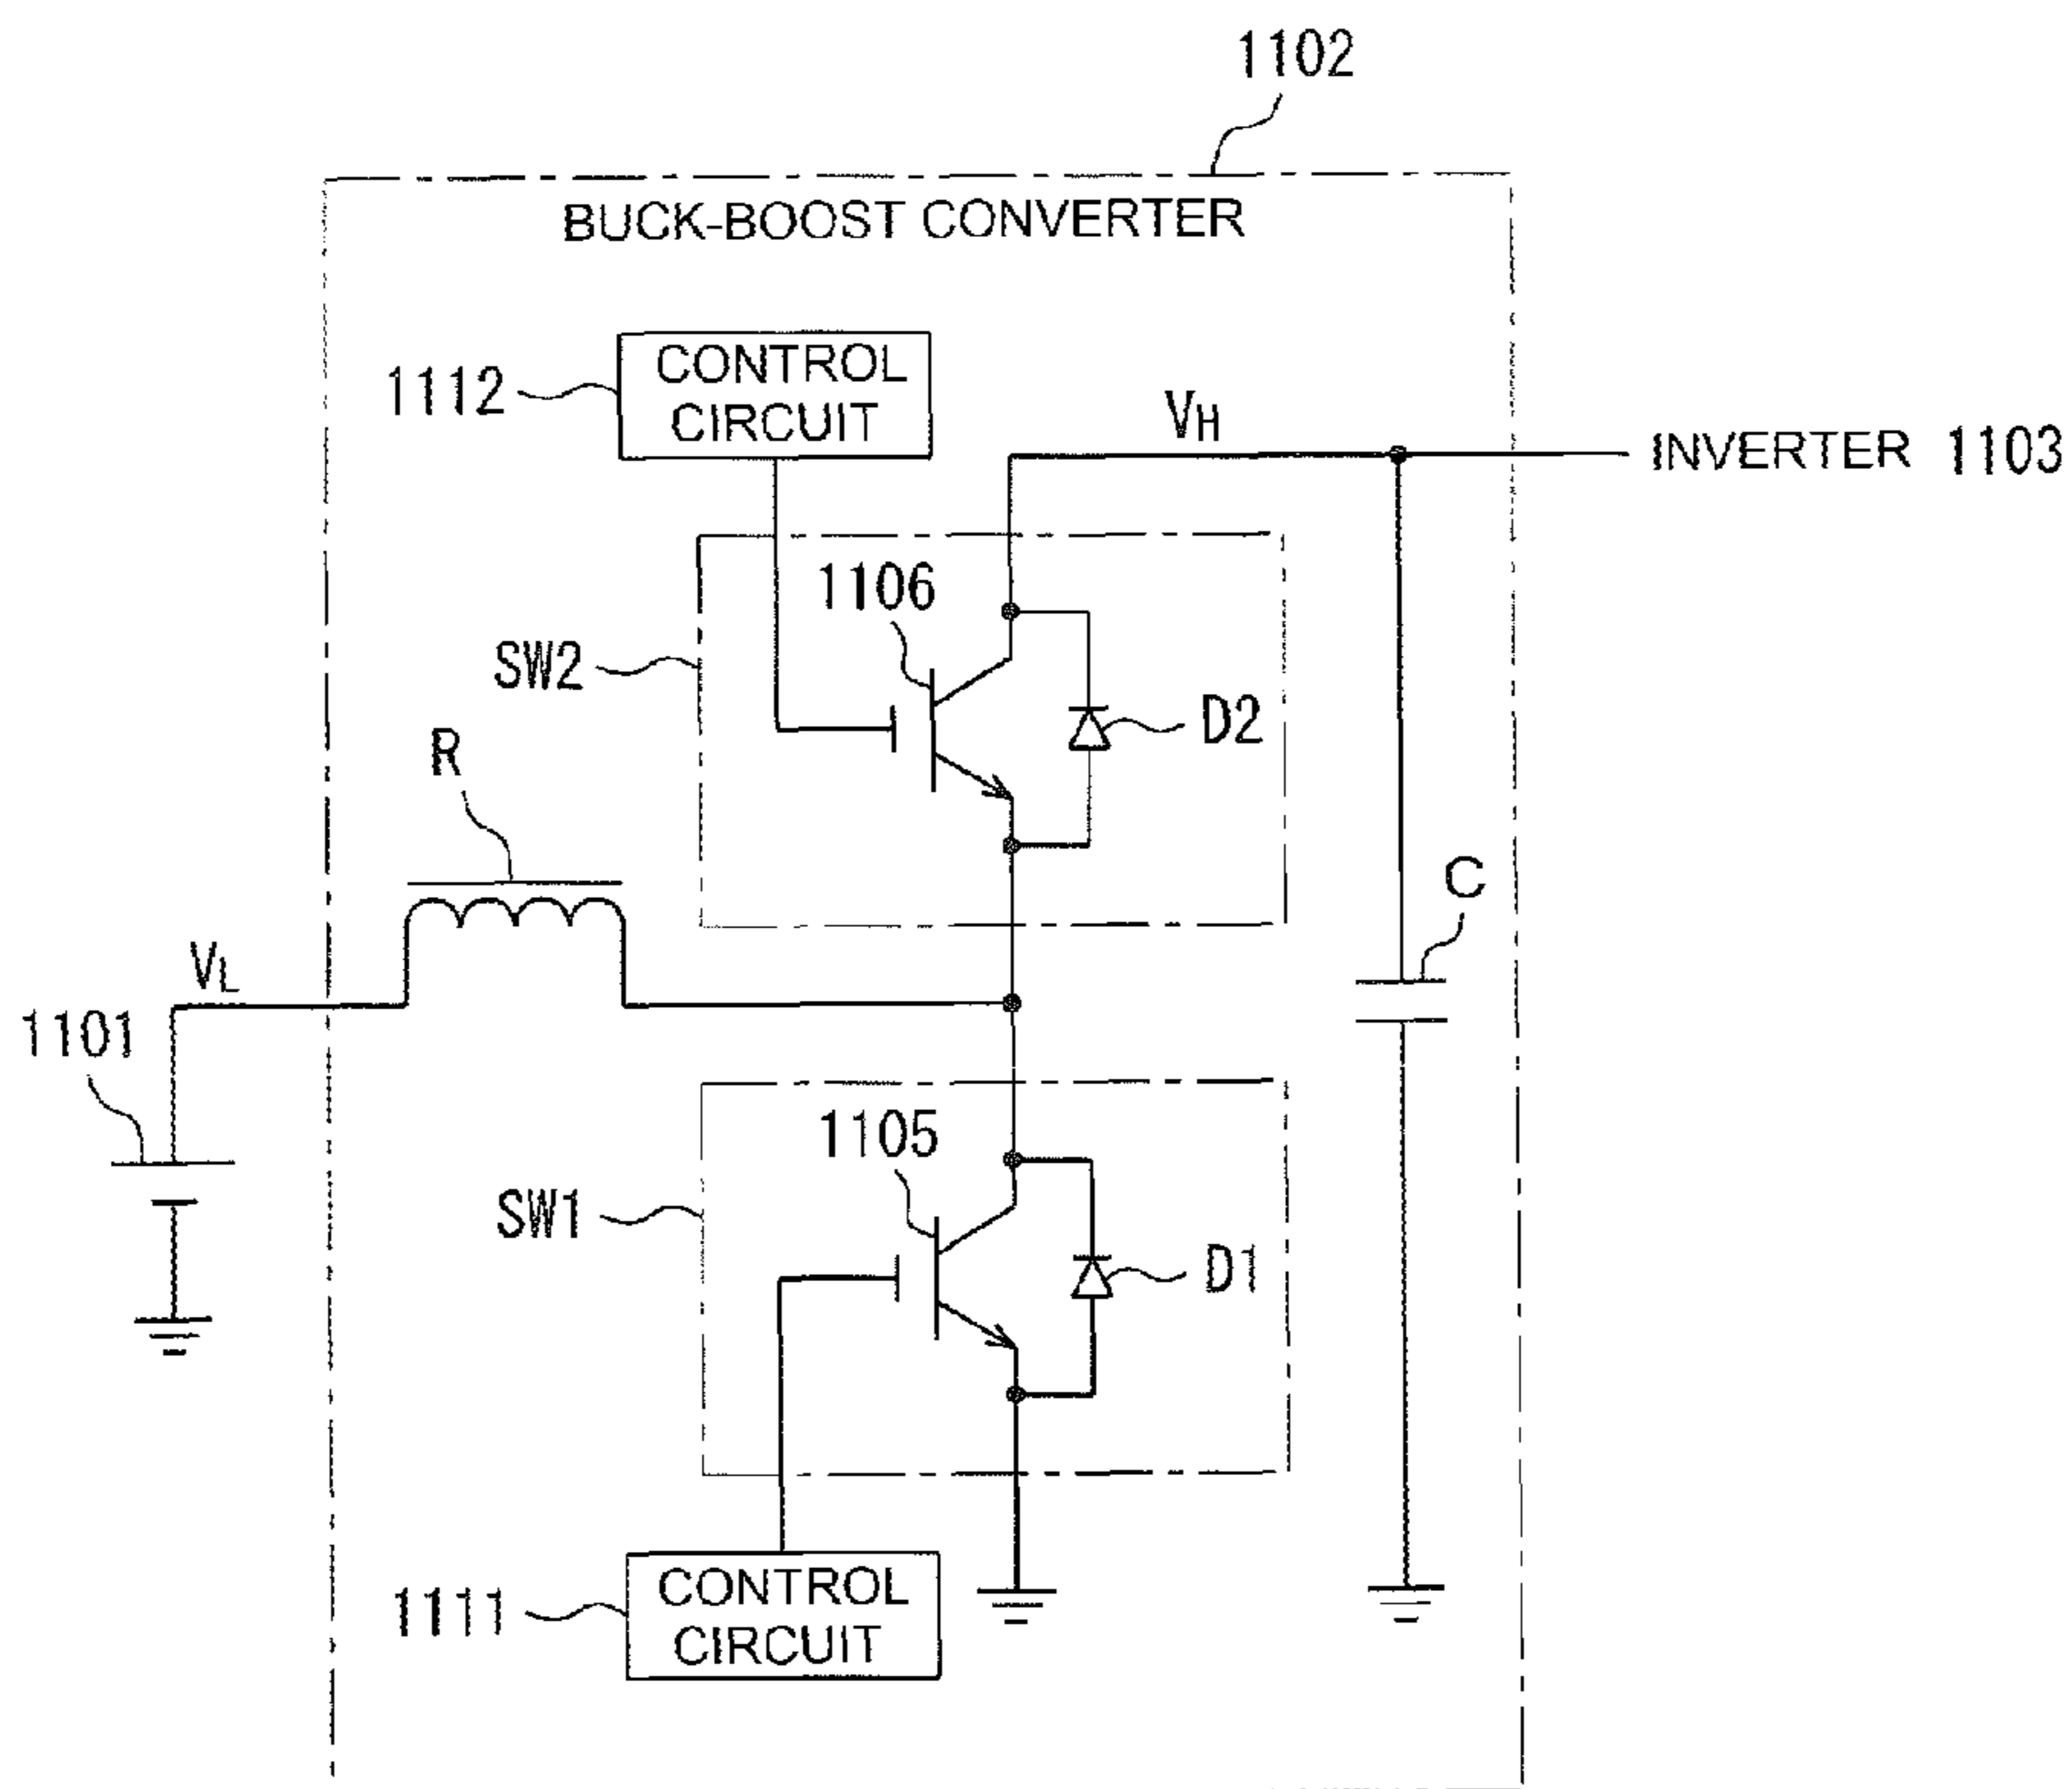 1102
BUCK-BOOST CONVERTER
CONTROL
CIRCUIT
1112
VH
INVERTER 1103
1106
SW2
D2
R
C
VL
1101
1105
SW1
D1
CONTROL
CIRCUIT
1111